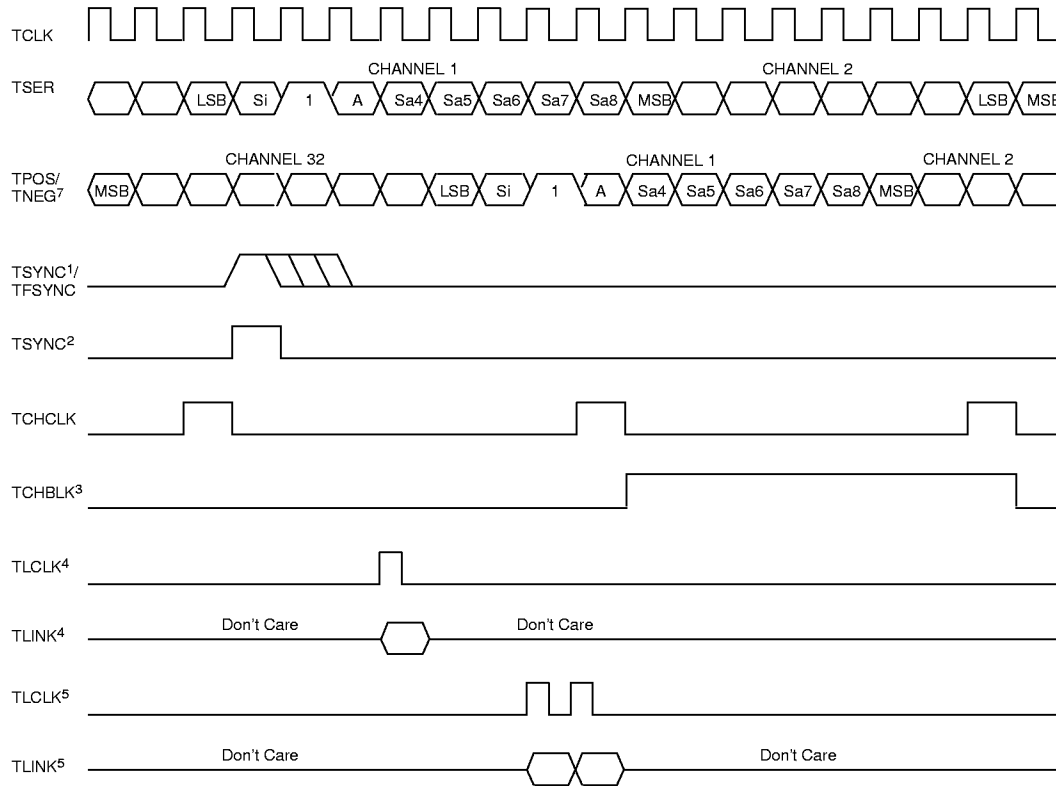 TCLK
CHANNEL 1 CHANNEL 2
TSER LSB Si 1 A Sa4 Sa5 Sa6 Sa7 Sa8 MSB LSB MSB
CHANNEL 32 CHANNEL 1 CHANNEL 2
TPOS/
TNEG7 MSB LSB Si 1 A Sa4 Sa5 Sa6 Sa7 Sa8 MSB
TSYNC1/
TFSYNC
TSYNC2
TCHCLK
TCHBLK3
TLCLK4
TLINK4 Don't Care Don't Care
TLCLK5
TLINK5 Don't Care Don't Care